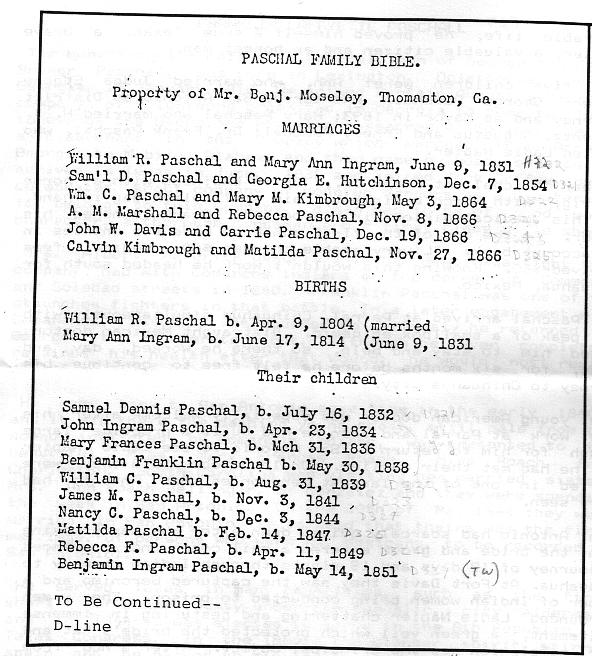 PASCHAL FAMILY BIBLE.
Property of Mr. Bonj. Moseley, Thomaston, Ga.
MARRIAGES
William R. Paschal and Mary Ann Ingram, June 9, 1831 H222
Sam'l D. Paschal and Georgia E. Hutchinson, Dec. 7, 1854 D321
Wm. C. Paschal and Mary M. Kimbrough, May 3, 1864 D322
A. M. Marshall and Rebecca Paschal, Nov. 8, 1866
John W. Davis and Carrie Paschal, Dec. 19, 1866
Calvin Kimbrough and Matilda Paschal, Nov. 27, 1866 D325
BIRTHS
William R. Paschal b. Apr. 9, 1804 (married
Mary Ann Ingram, b. June 17, 1814 (June 9, 1831
Their children
Samuel Dennis Paschal, b. July 16, 1832
John Ingram Paschal, b. Apr. 23, 1834
Mary Frances Paschal, b. Mch 31, 1836
Benjamin Franklin Paschal b. May 30, 1838
William C. Paschal, b. Aug. 31, 1839
James M. Paschal, b. Nov. 3, 1841
Nancy C. Paschal, b. Dec. 3, 1844
Matilda Paschal b. Feb. 14, 1847
Rebecca F. Paschal, b. Apr. 11, 1849
Benjamin Ingram Paschal, b. May 14, 1851 (TW)
To Be Continued--
D-line